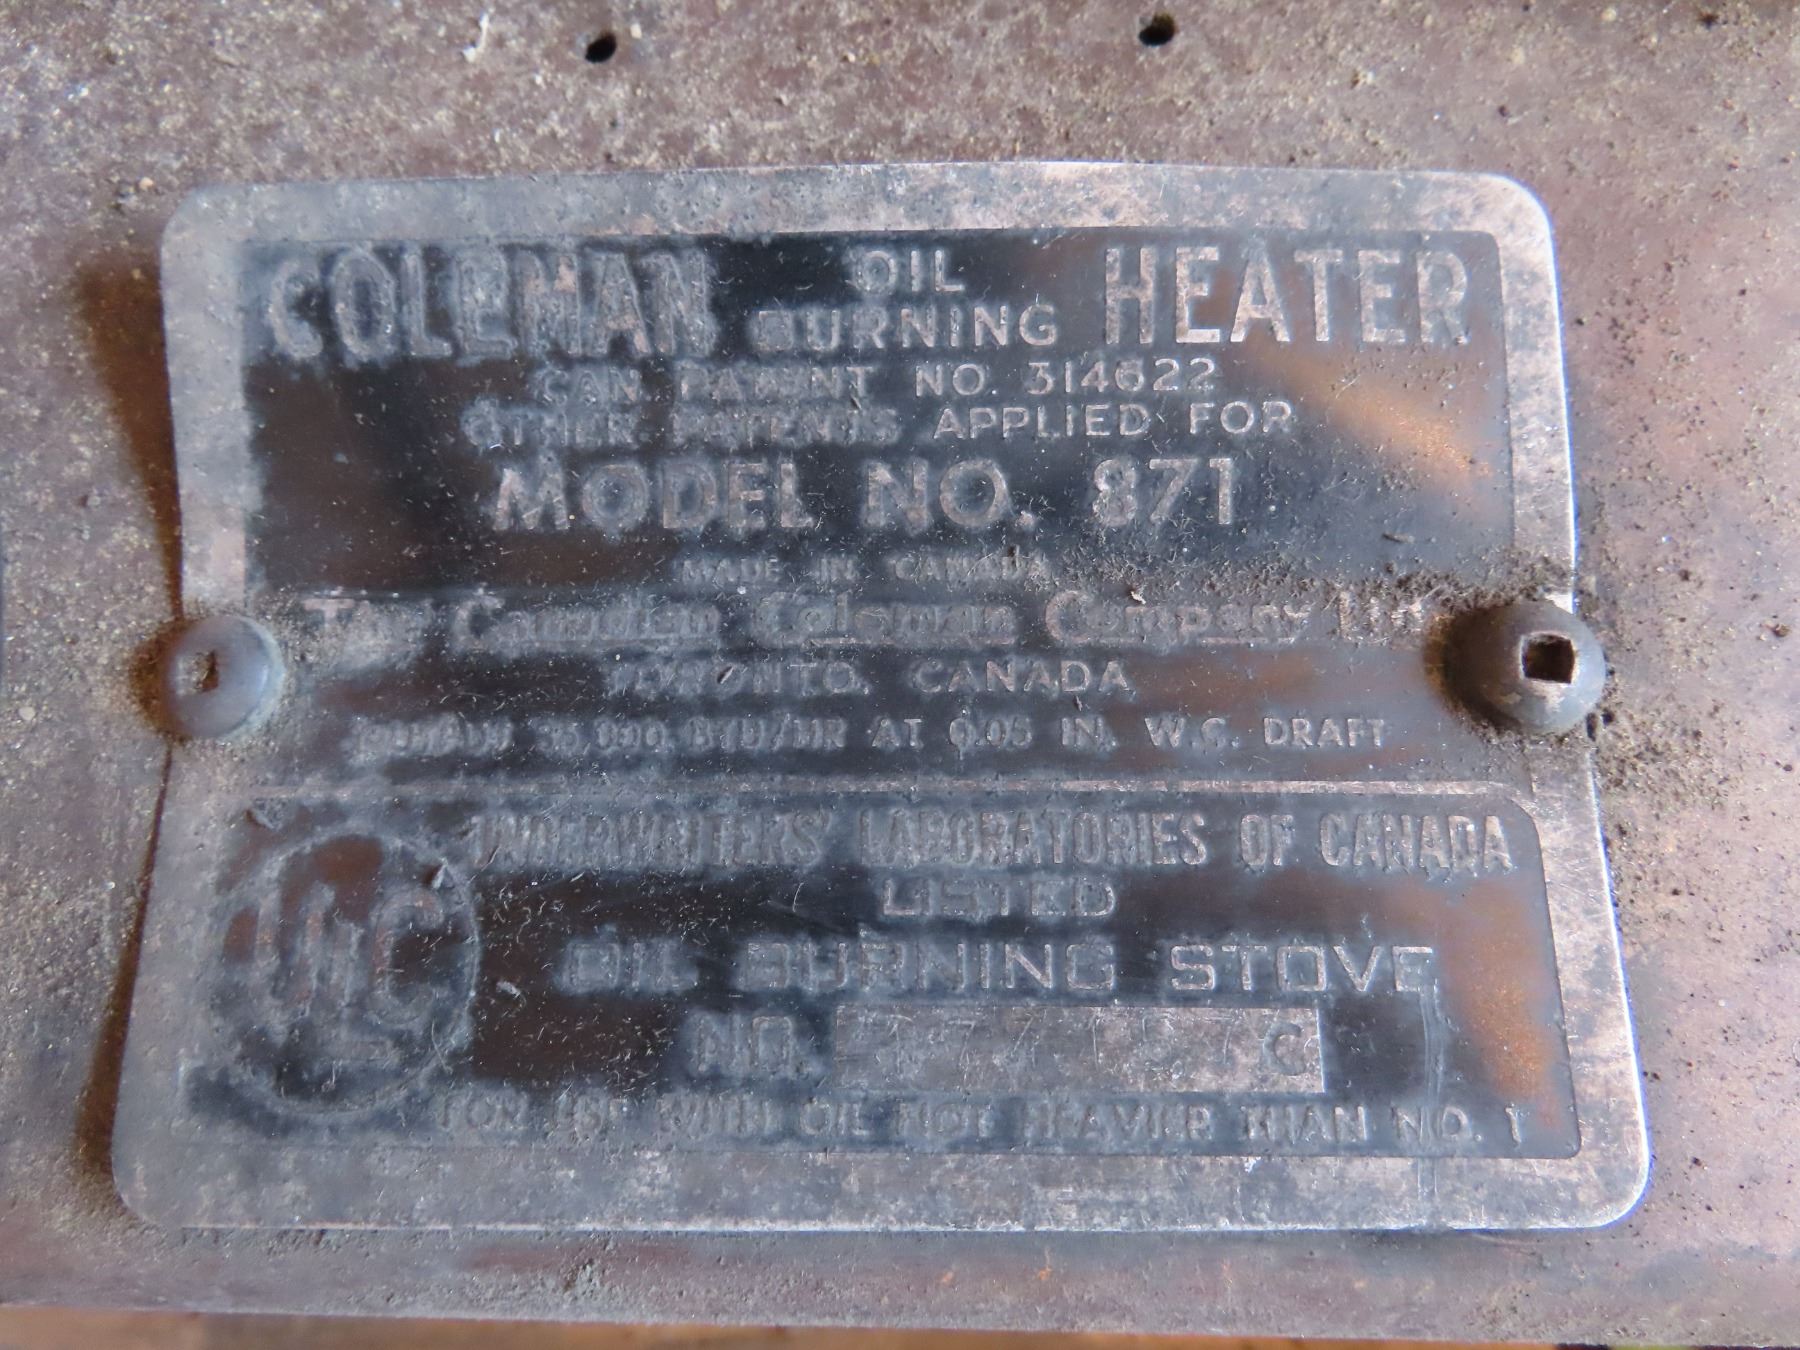 COLEMAN OIL BURNING HEATER
CAN. PATENT NO. 314622
OTHER PATENTS APPLIED FOR
MODEL NO. 871
MADE IN CANADA
The Canadian Coleman Company Ltd.
TORONTO, CANADA
BTU/HR AT 0.05 IN. W.C. DRAFT
UNDERWRITERS' LABORATORIES OF CANADA
LISTED
ULC
OIL BURNING STOVE
NO.
FOR USE WITH OIL NOT HEAVIER THAN NO. 1